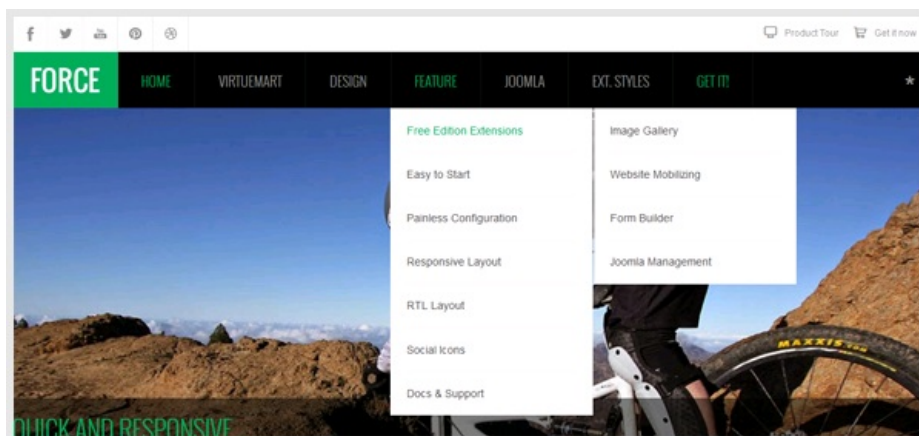 f
You Tube
Product Tour
Get it now
FORCE
HOME
VIRTUEMART
DESIGN
FEATURE
JOOMLA
EXT. STYLES
GET IT!
*
Free Edition Extensions
Easy to Start
Painless Configuration
Responsive Layout
RTL Layout
Social Icons
Docs & Support
Image Gallery
Website Mobilizing
Form Builder
Joomla Management
MAXXIS
QUICK AND RESPONSIVE